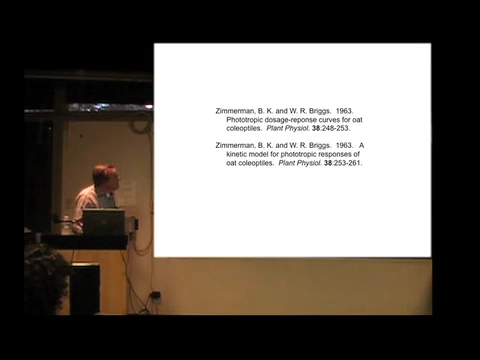 Zimmerman, B. K. and W. R. Briggs. 1963.
Phototropic dosage-reponse curves for oat
coleoptiles. Plant Physiol. 38:248-253.
Zimmerman, B. K. and W. R. Briggs. 1963. A
kinetic model for phototropic responses of
oat coleoptiles. Plant Physiol. 38:253-261.